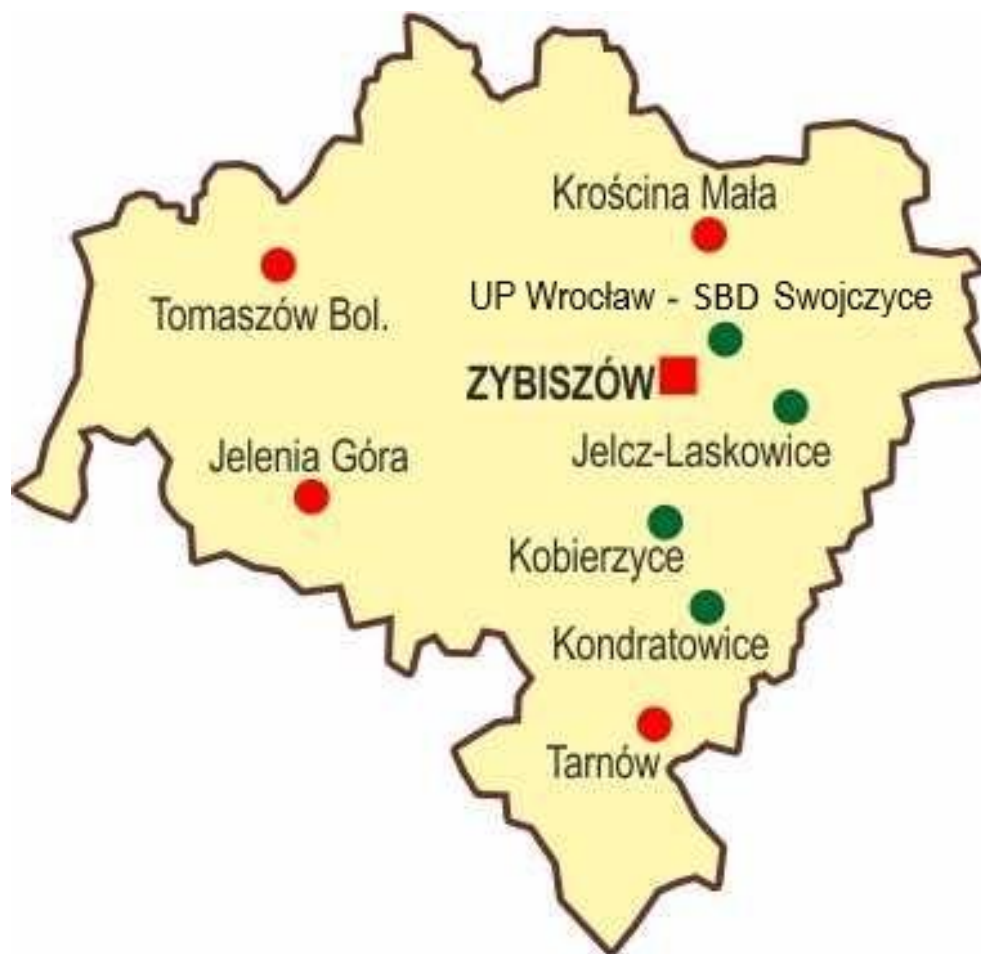 Krościna Mała
UP Wrocław - SBD Swojczyce
Tomaszów Bol.
ZYBISZÓW
Jelenia Góra
Jelcz-Laskowice
Kobierzyce
Kondratowice
Tarnów